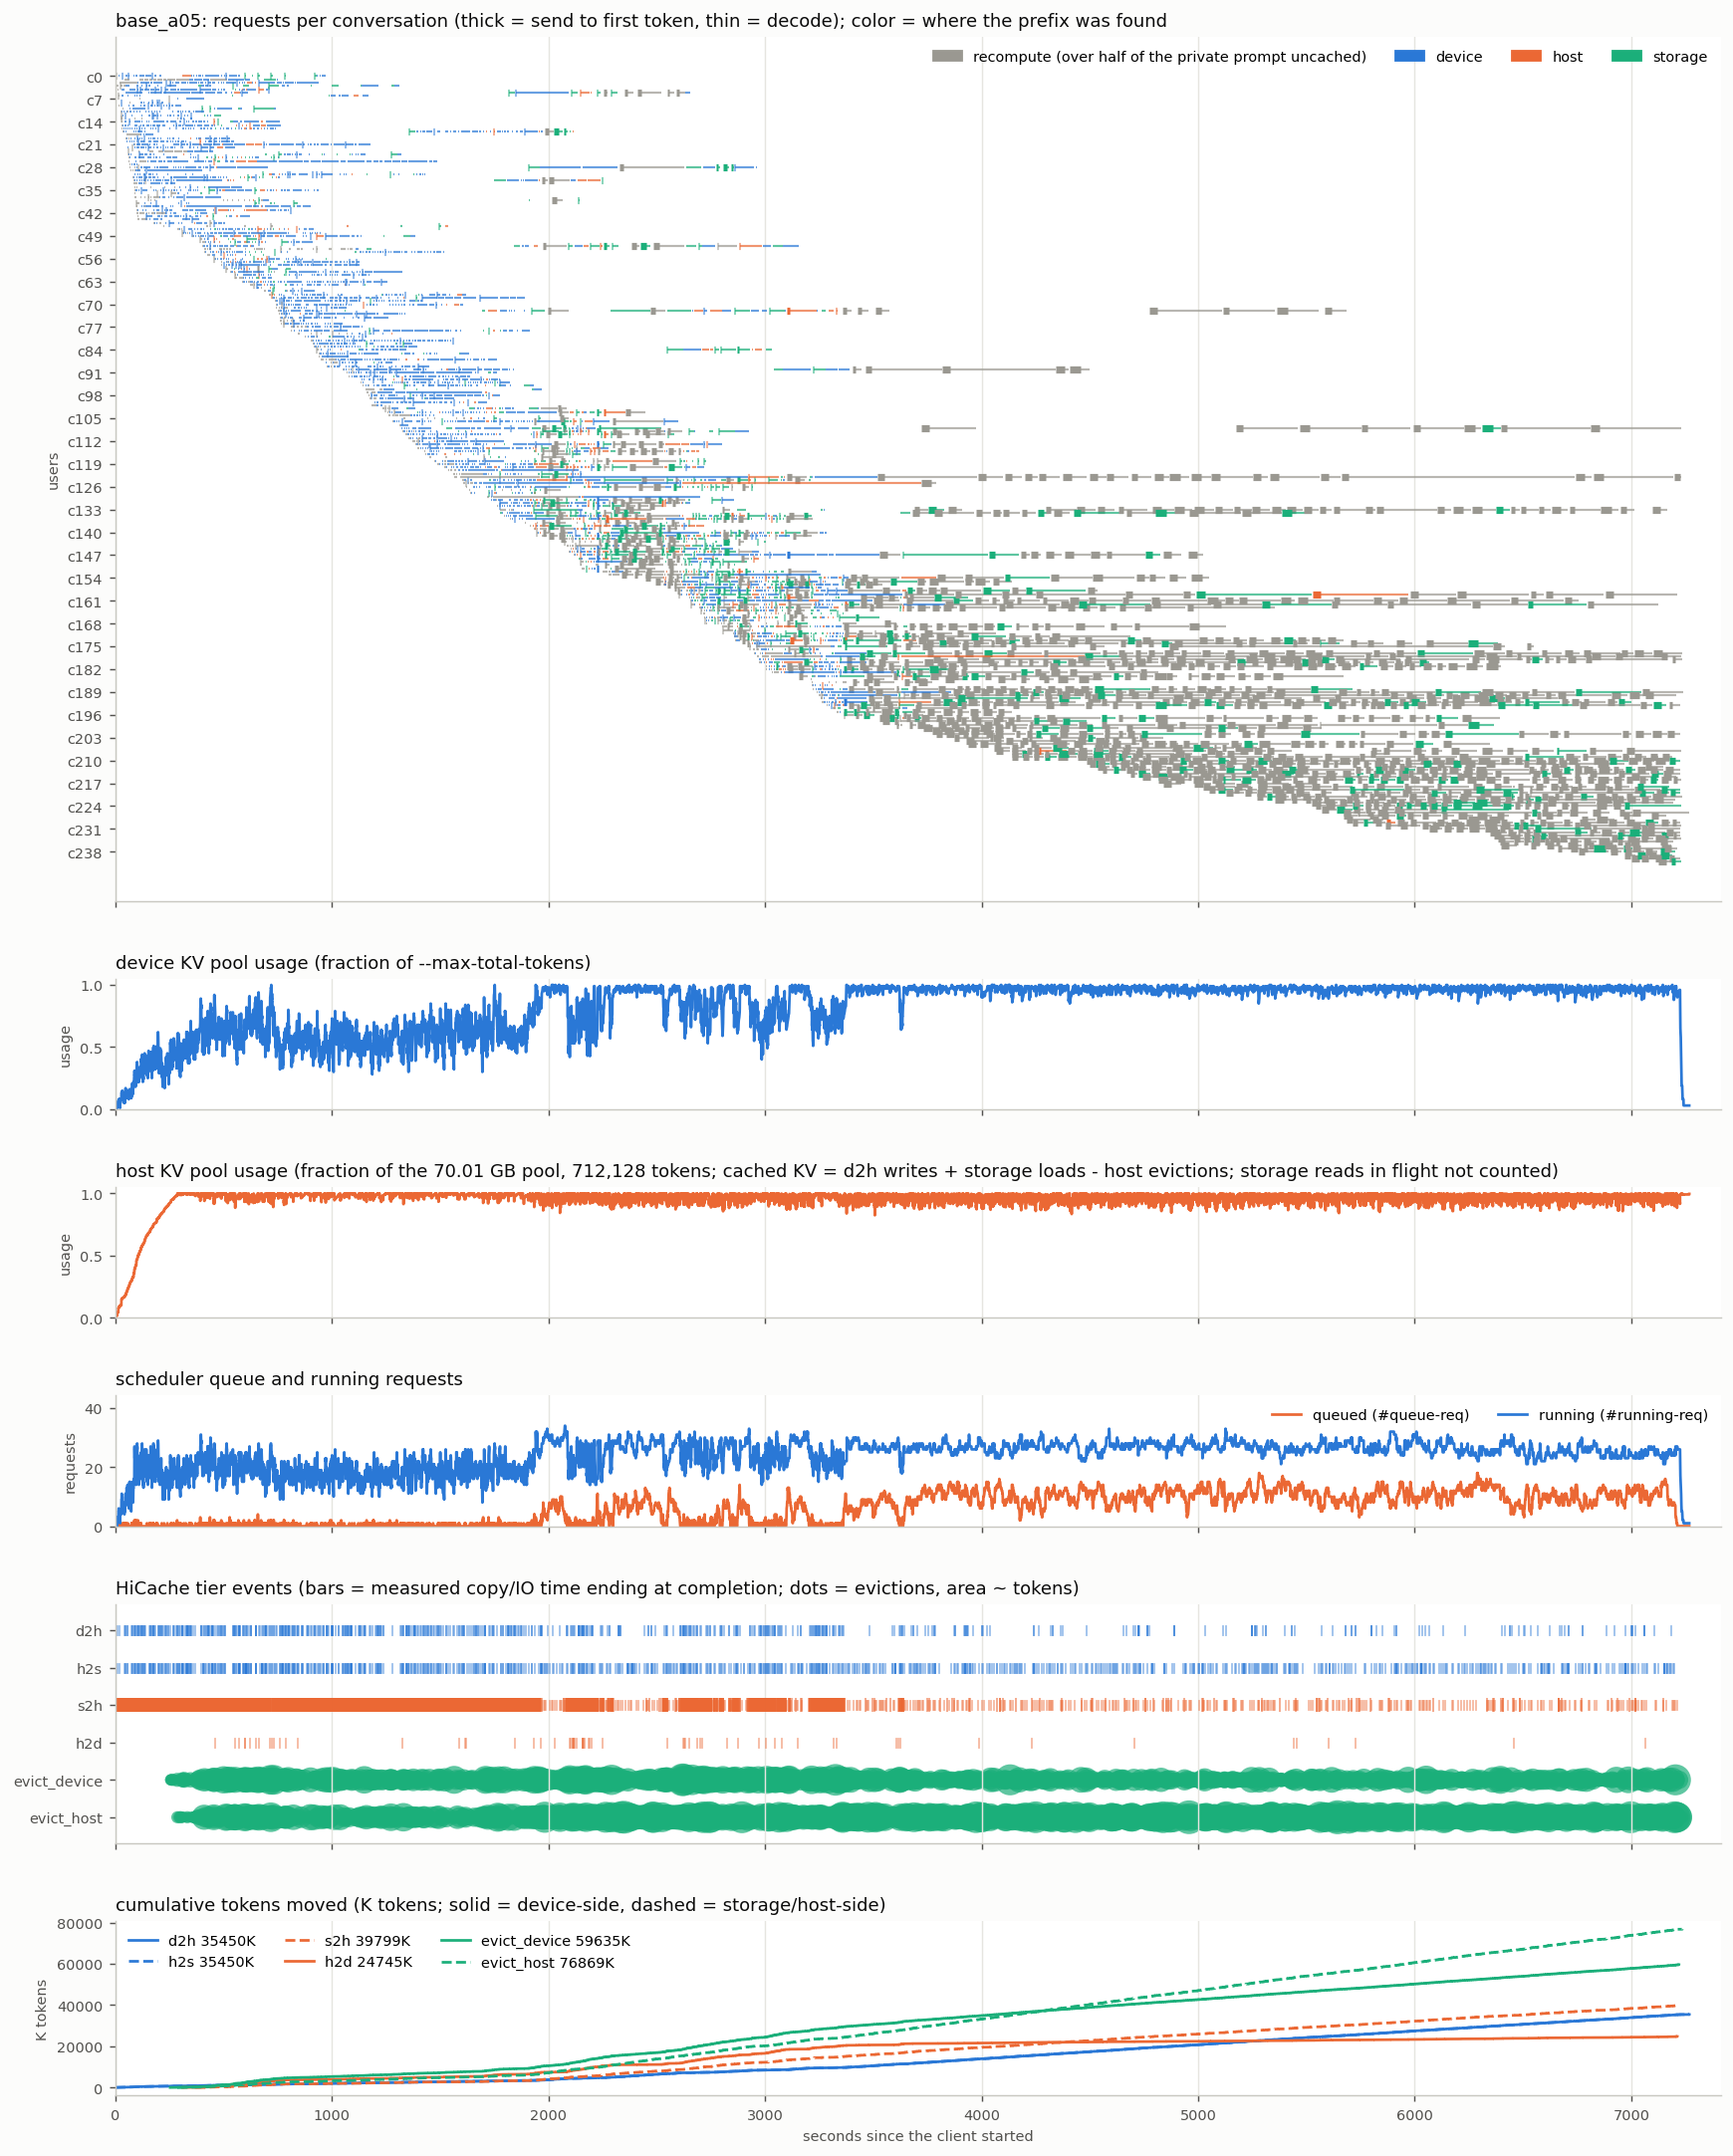 base_a05: requests per conversation (thick = send to first token, thin = decode); color = where the prefix was found
recompute (over half of the private prompt uncached)
device
host
storage
users
c0
c7
c14
c21
c28
c35
c42
c49
c56
c63
c70
c77
c84
c91
c98
c105
c112
c119
c126
c133
c140
c147
c154
c161
c168
c175
c182
c189
c196
c203
c210
c217
c224
c231
c238
device KV pool usage (fraction of --max-total-tokens)
usage
1.0
0.5
0.0
host KV pool usage (fraction of the 70.01 GB pool, 712,128 tokens; cached KV = d2h writes + storage loads - host evictions; storage reads in flight not counted)
usage
1.0
0.5
0.0
scheduler queue and running requests
requests
40
20
0
queued (#queue-req)
running (#running-req)
HiCache tier events (bars = measured copy/IO time ending at completion; dots = evictions, area ~ tokens)
d2h
h2s
s2h
h2d
evict_device
evict_host
cumulative tokens moved (K tokens; solid = device-side, dashed = storage/host-side)
K tokens
80000
60000
40000
20000
0
d2h 35450K
h2s 35450K
s2h 39799K
h2d 24745K
evict_device 59635K
evict_host 76869K
0
1000
2000
3000
4000
5000
6000
7000
seconds since the client started